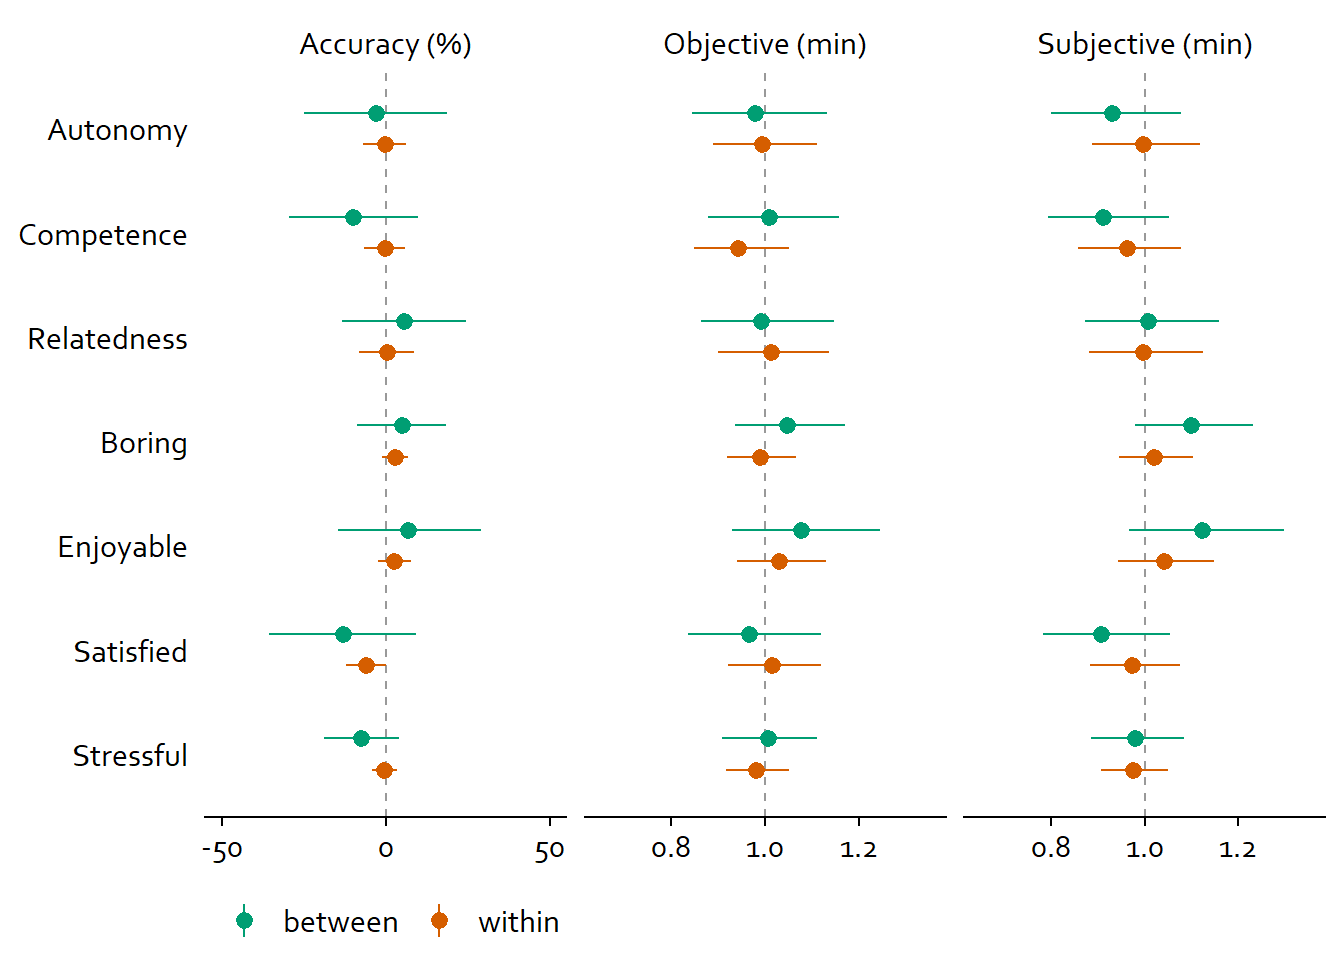 Accuracy (%) Objective (min) Subjective (min)
Autonomy
Competence
Relatedness
Boring
Enjoyable
Satisfied
Stressful
-50 0 50 0.8 1.0 1.2 0.8 1.0 1.2
between within